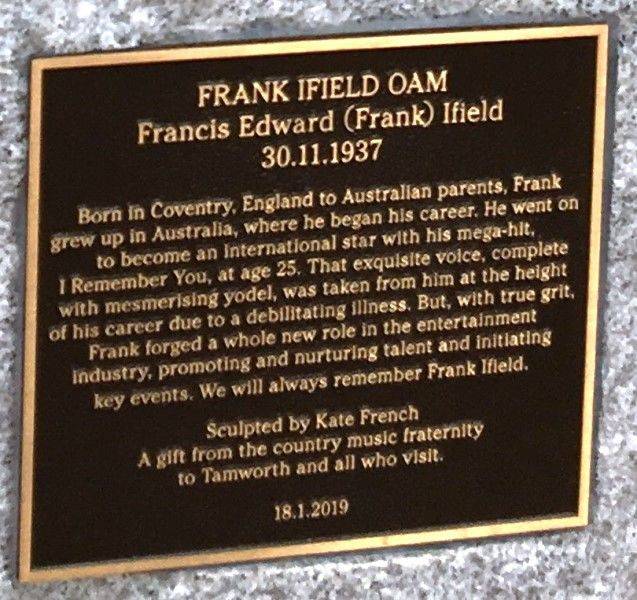 FRANK IFIELD OAM
Francis Edward (Frank) Ifield
30.11.1937
Born in Coventry, England to Australian parents, Frank
grew up in Australia, where he began his career. He went on
to become an international star with his mega-hit,
I Remember You, at age 25. That exquisite voice, complete
with mesmerising yodel, was taken from him at the height
of his career due to a debilitating illness. But, with true grit,
Frank forged a whole new role in the entertainment
industry, promoting and nurturing talent and initiating
key events. We will always remember Frank Ifield.
Sculpted by Kate French
A gift from the country music fraternity
to Tamworth and all who visit.
18.1.2019